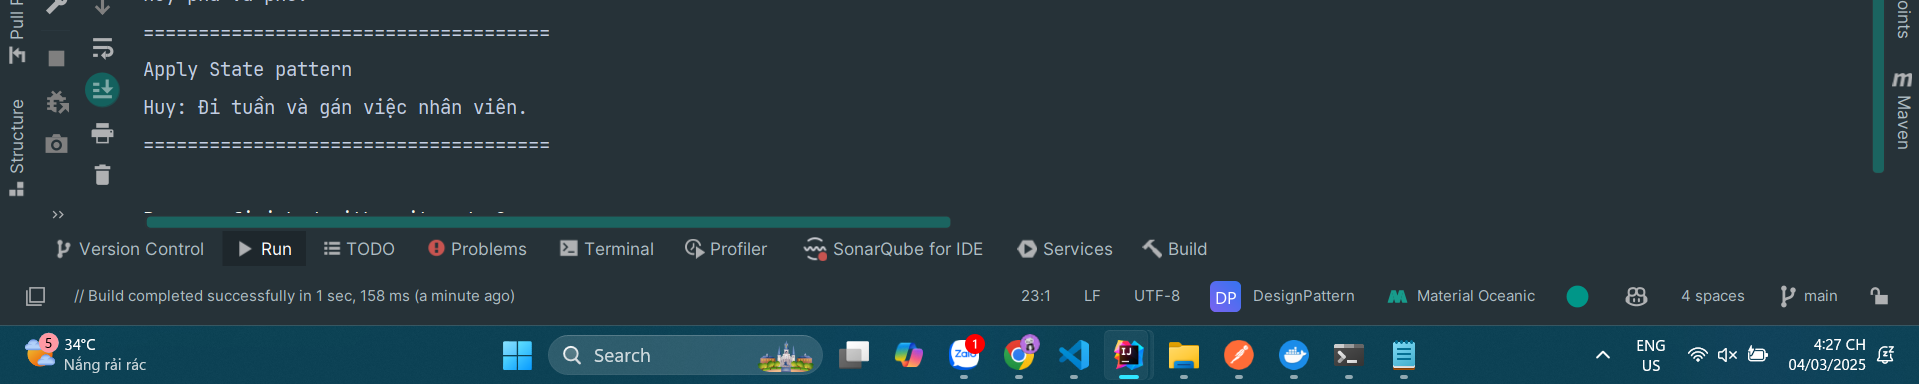 =====================================
Apply State pattern
Huy: Đi tuần và gán việc nhân viên.
=====================================
Pull
Structure
oints
Maven
Version Control
Run
TODO
Problems
Terminal
Profiler
SonarQube for IDE
Services
Build
// Build completed successfully in 1 sec, 158 ms (a minute ago)
23:1
LF
UTF-8
DP
DesignPattern
Material Oceanic
4 spaces
main
5
34°C
Nắng rải rác
Search
Zalo
1
IJ
ENG
US
4:27 CH
04/03/2025